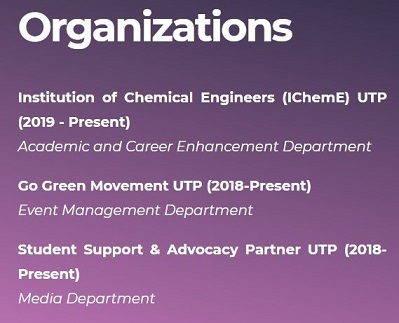 Organizations
Institution of Chemical Engineers (IChemE) UTP
(2019 - Present)
Academic and Career Enhancement Department
Go Green Movement UTP (2018-Present)
Event Management Department
Student Support & Advocacy Partner UTP (2018-
Present)
Media Department